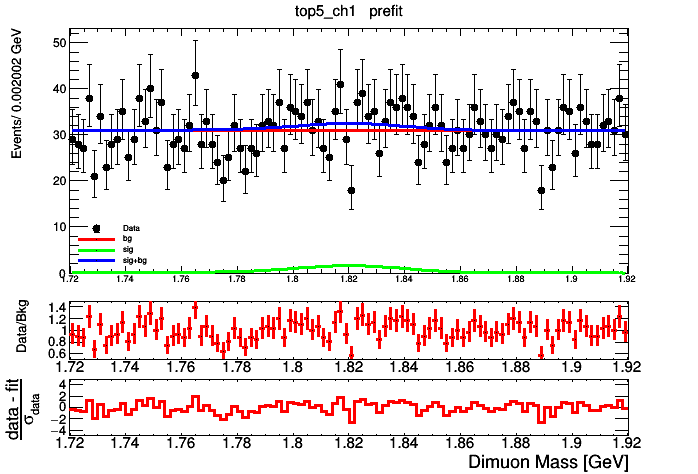 top5_ch1 prefit
Events/ 0.002002 GeV
50
40
30
20
10
0
Data
bg
sig
sig+bg
1.72 1.74 1.76 1.78 1.8 1.82 1.84 1.86 1.88 1.9 1.92
Data/Bkg
1.4
1.2
1.0
0.8
0.6
1.72 1.74 1.76 1.78 1.8 1.82 1.84 1.86 1.88 1.9 1.92
data - fit
σdata
4
2
0
−2
−4
1.72 1.74 1.76 1.78 1.8 1.82 1.84 1.86 1.88 1.9 1.92
Dimuon Mass [GeV]